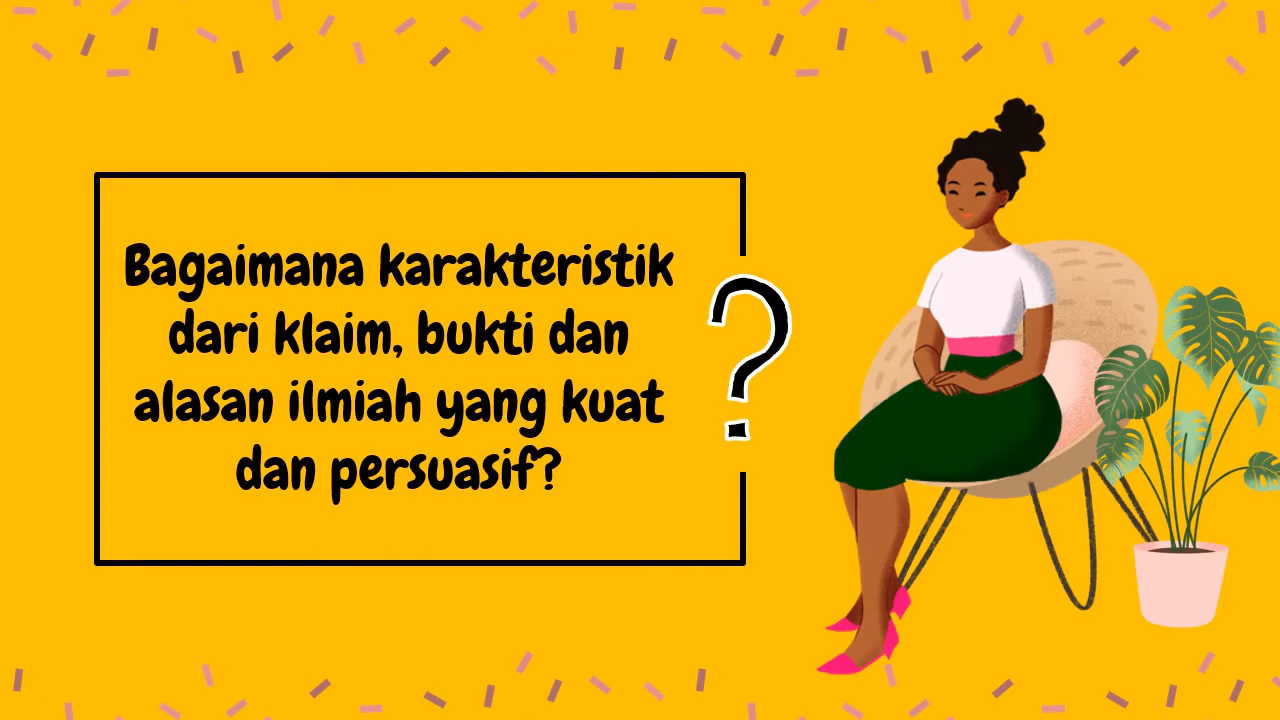 Bagaimana karakteristik
dari klaim, bukti dan
alasan ilmiah yang kuat
dan persuasif?
?